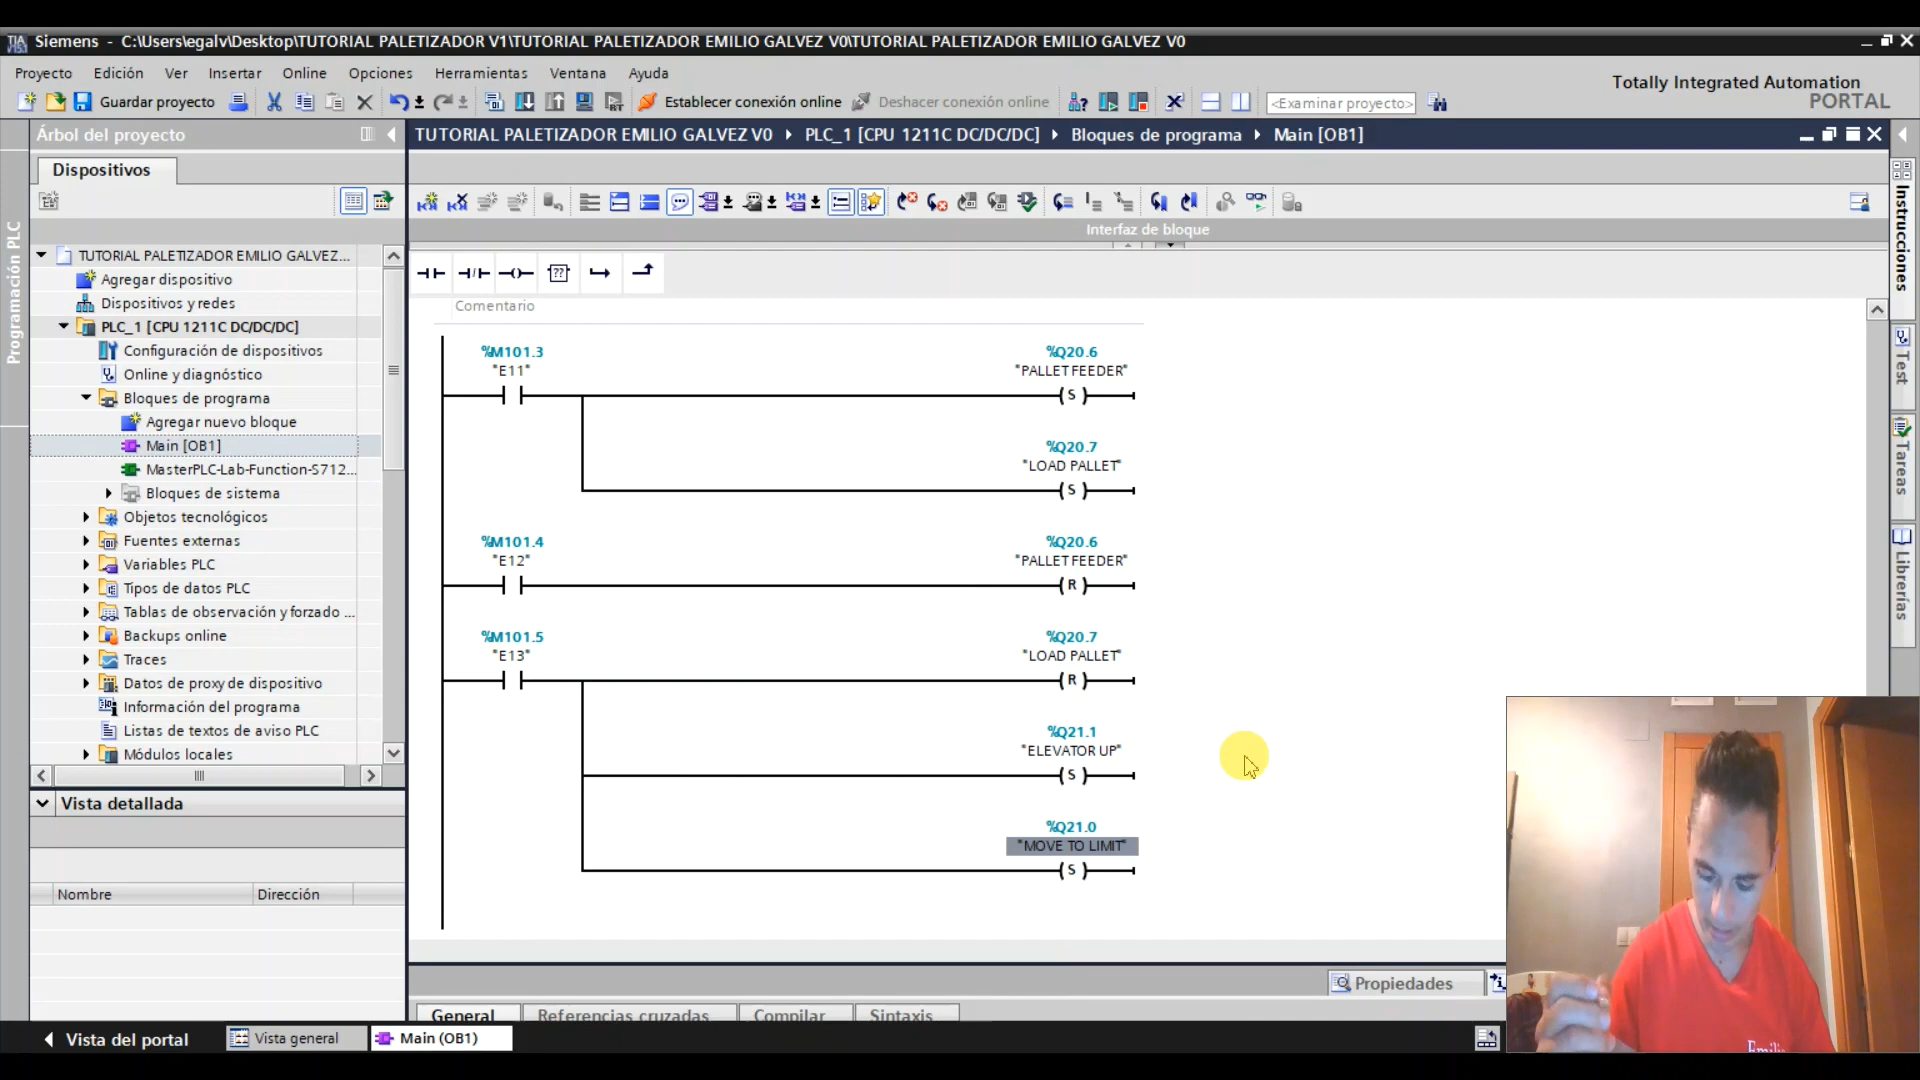 Siemens - C:\Users\egalv\Desktop\TUTORIAL PALETIZADOR V1\TUTORIAL PALETIZADOR EMILIO GALVEZ V0\TUTORIAL PALETIZADOR EMILIO GALVEZ V0
Proyecto Edición Ver Insertar Online Opciones Herramientas Ventana Ayuda
Totally Integrated Automation
PORTAL
Guardar proyecto Establecer conexión online Deshacer conexión online <Examinar proyecto>
Árbol del proyecto
TUTORIAL PALETIZADOR EMILIO GALVEZ V0 PLC_1 [CPU 1211C DC/DC/DC] Bloques de programa Main [OB1]
Dispositivos
Programación PLC
Interfaz de bloque
Comentario
TUTORIAL PALETIZADOR EMILIO GALVEZ...
Agregar dispositivo
Dispositivos y redes
PLC_1 [CPU 1211C DC/DC/DC]
Configuración de dispositivos
Online y diagnóstico
Bloques de programa
Agregar nuevo bloque
Main [OB1]
MasterPLC-Lab-Function-S712...
Bloques de sistema
Objetos tecnológicos
Fuentes externas
Variables PLC
Tipos de datos PLC
Tablas de observación y forzado ...
Backups online
Traces
Datos de proxy de dispositivo
Información del programa
Listas de textos de aviso PLC
Módulos locales
Vista detallada
Nombre Dirección
%M101.3 %Q20.6
"E11" "PALLET FEEDER"
S
%Q20.7
"LOAD PALLET"
S
%M101.4 %Q20.6
"E12" "PALLET FEEDER"
R
%M101.5 %Q20.7
"E13" "LOAD PALLET"
R
%Q21.1
"ELEVATOR UP"
S
%Q21.0
"MOVE TO LIMIT"
S
Instrucciones
Test
Tareas
Librerías
Propiedades
General Referencias cruzadas Compilar Sintaxis
Vista del portal Vista general Main (OB1)